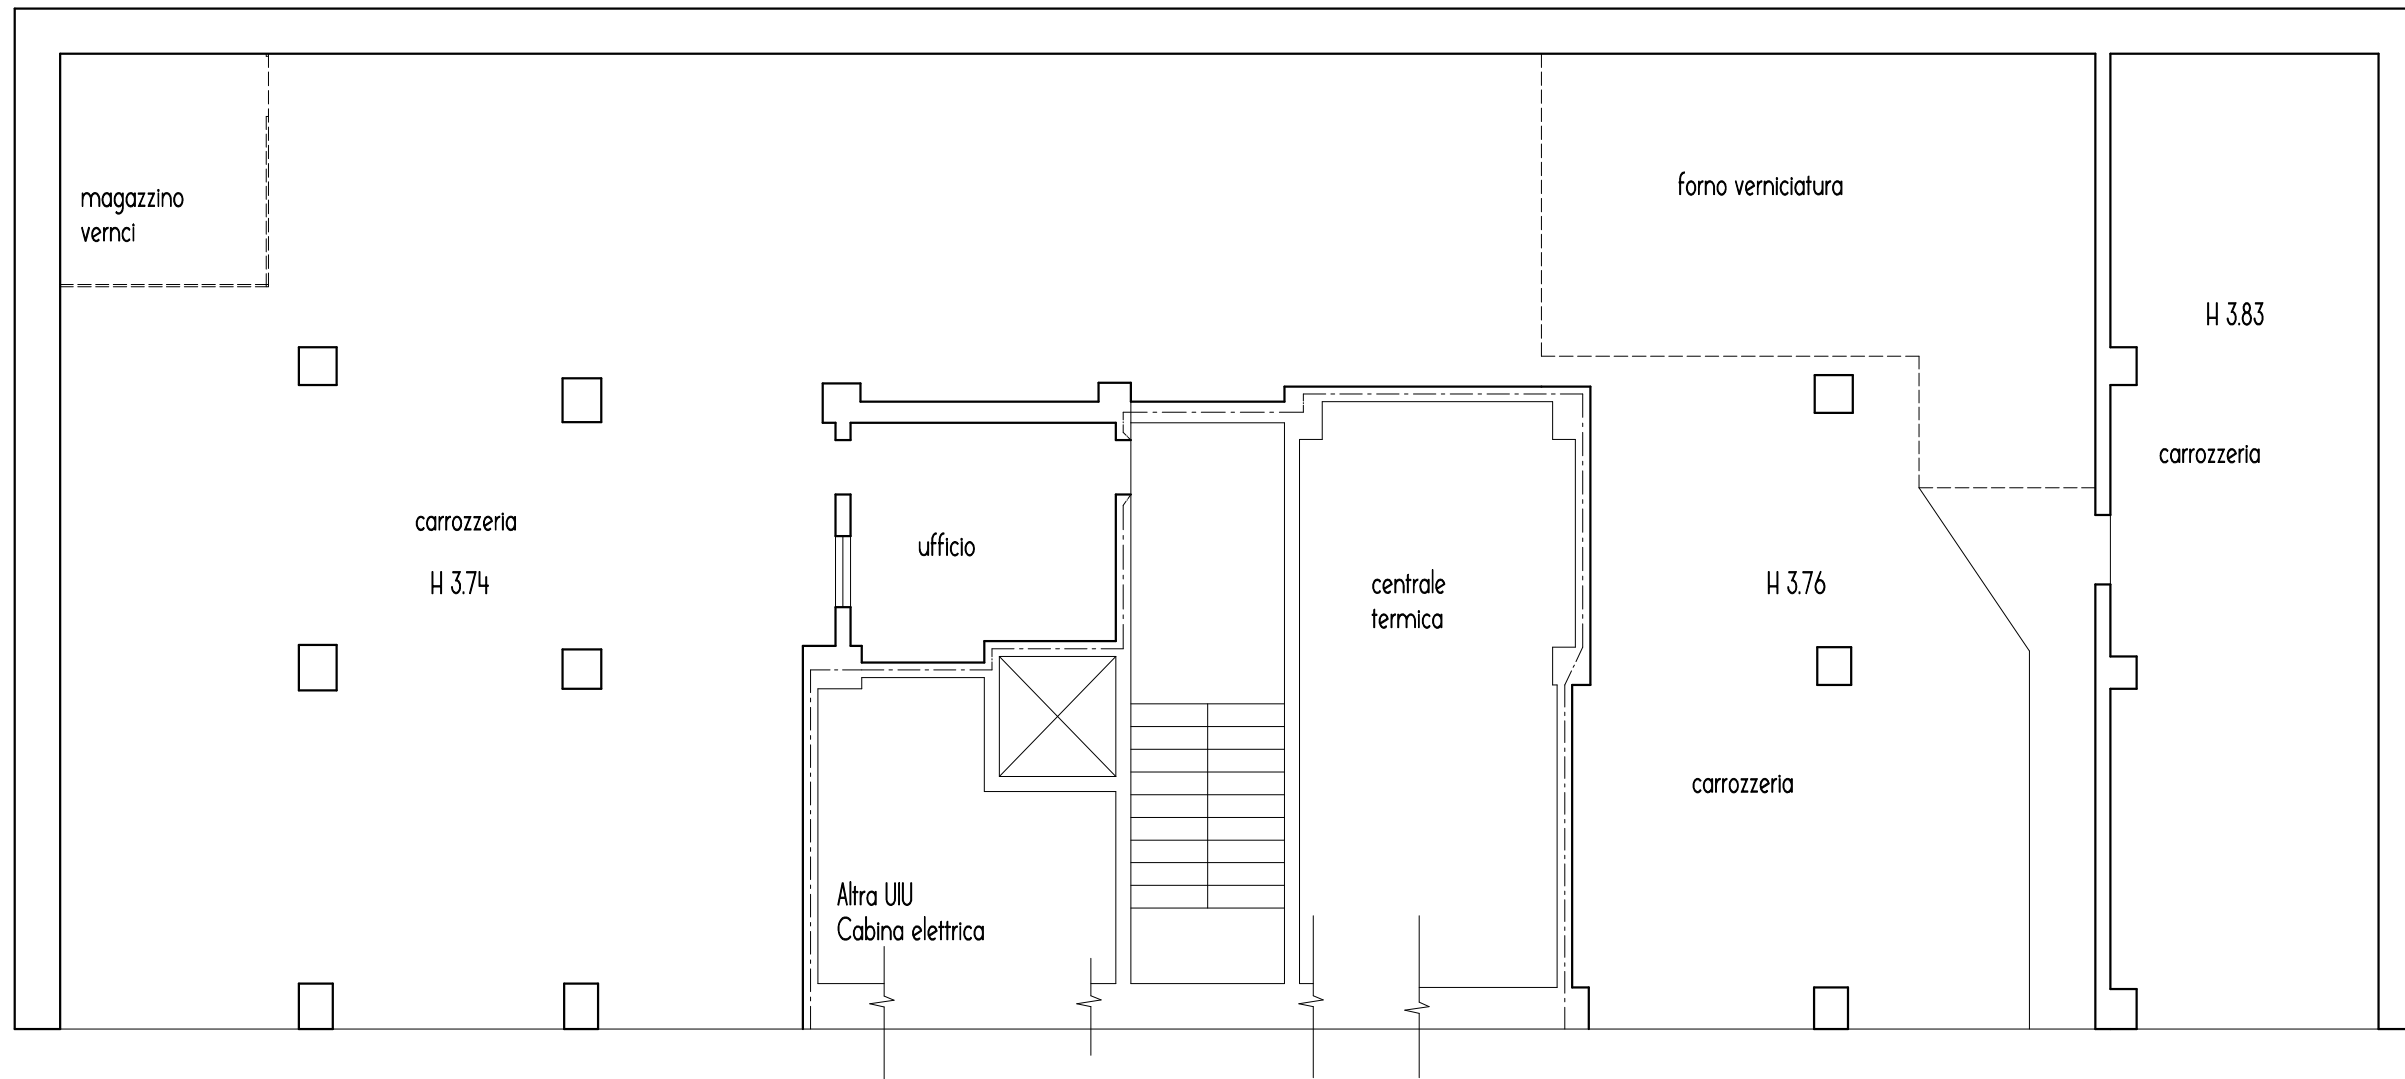 magazzino
vernci
forno verniciatura
H 3.83
carrozzeria
carrozzeria
H 3.74
ufficio
centrale
termica
H 3.76
carrozzeria
Altra UIU
Cabina elettrica